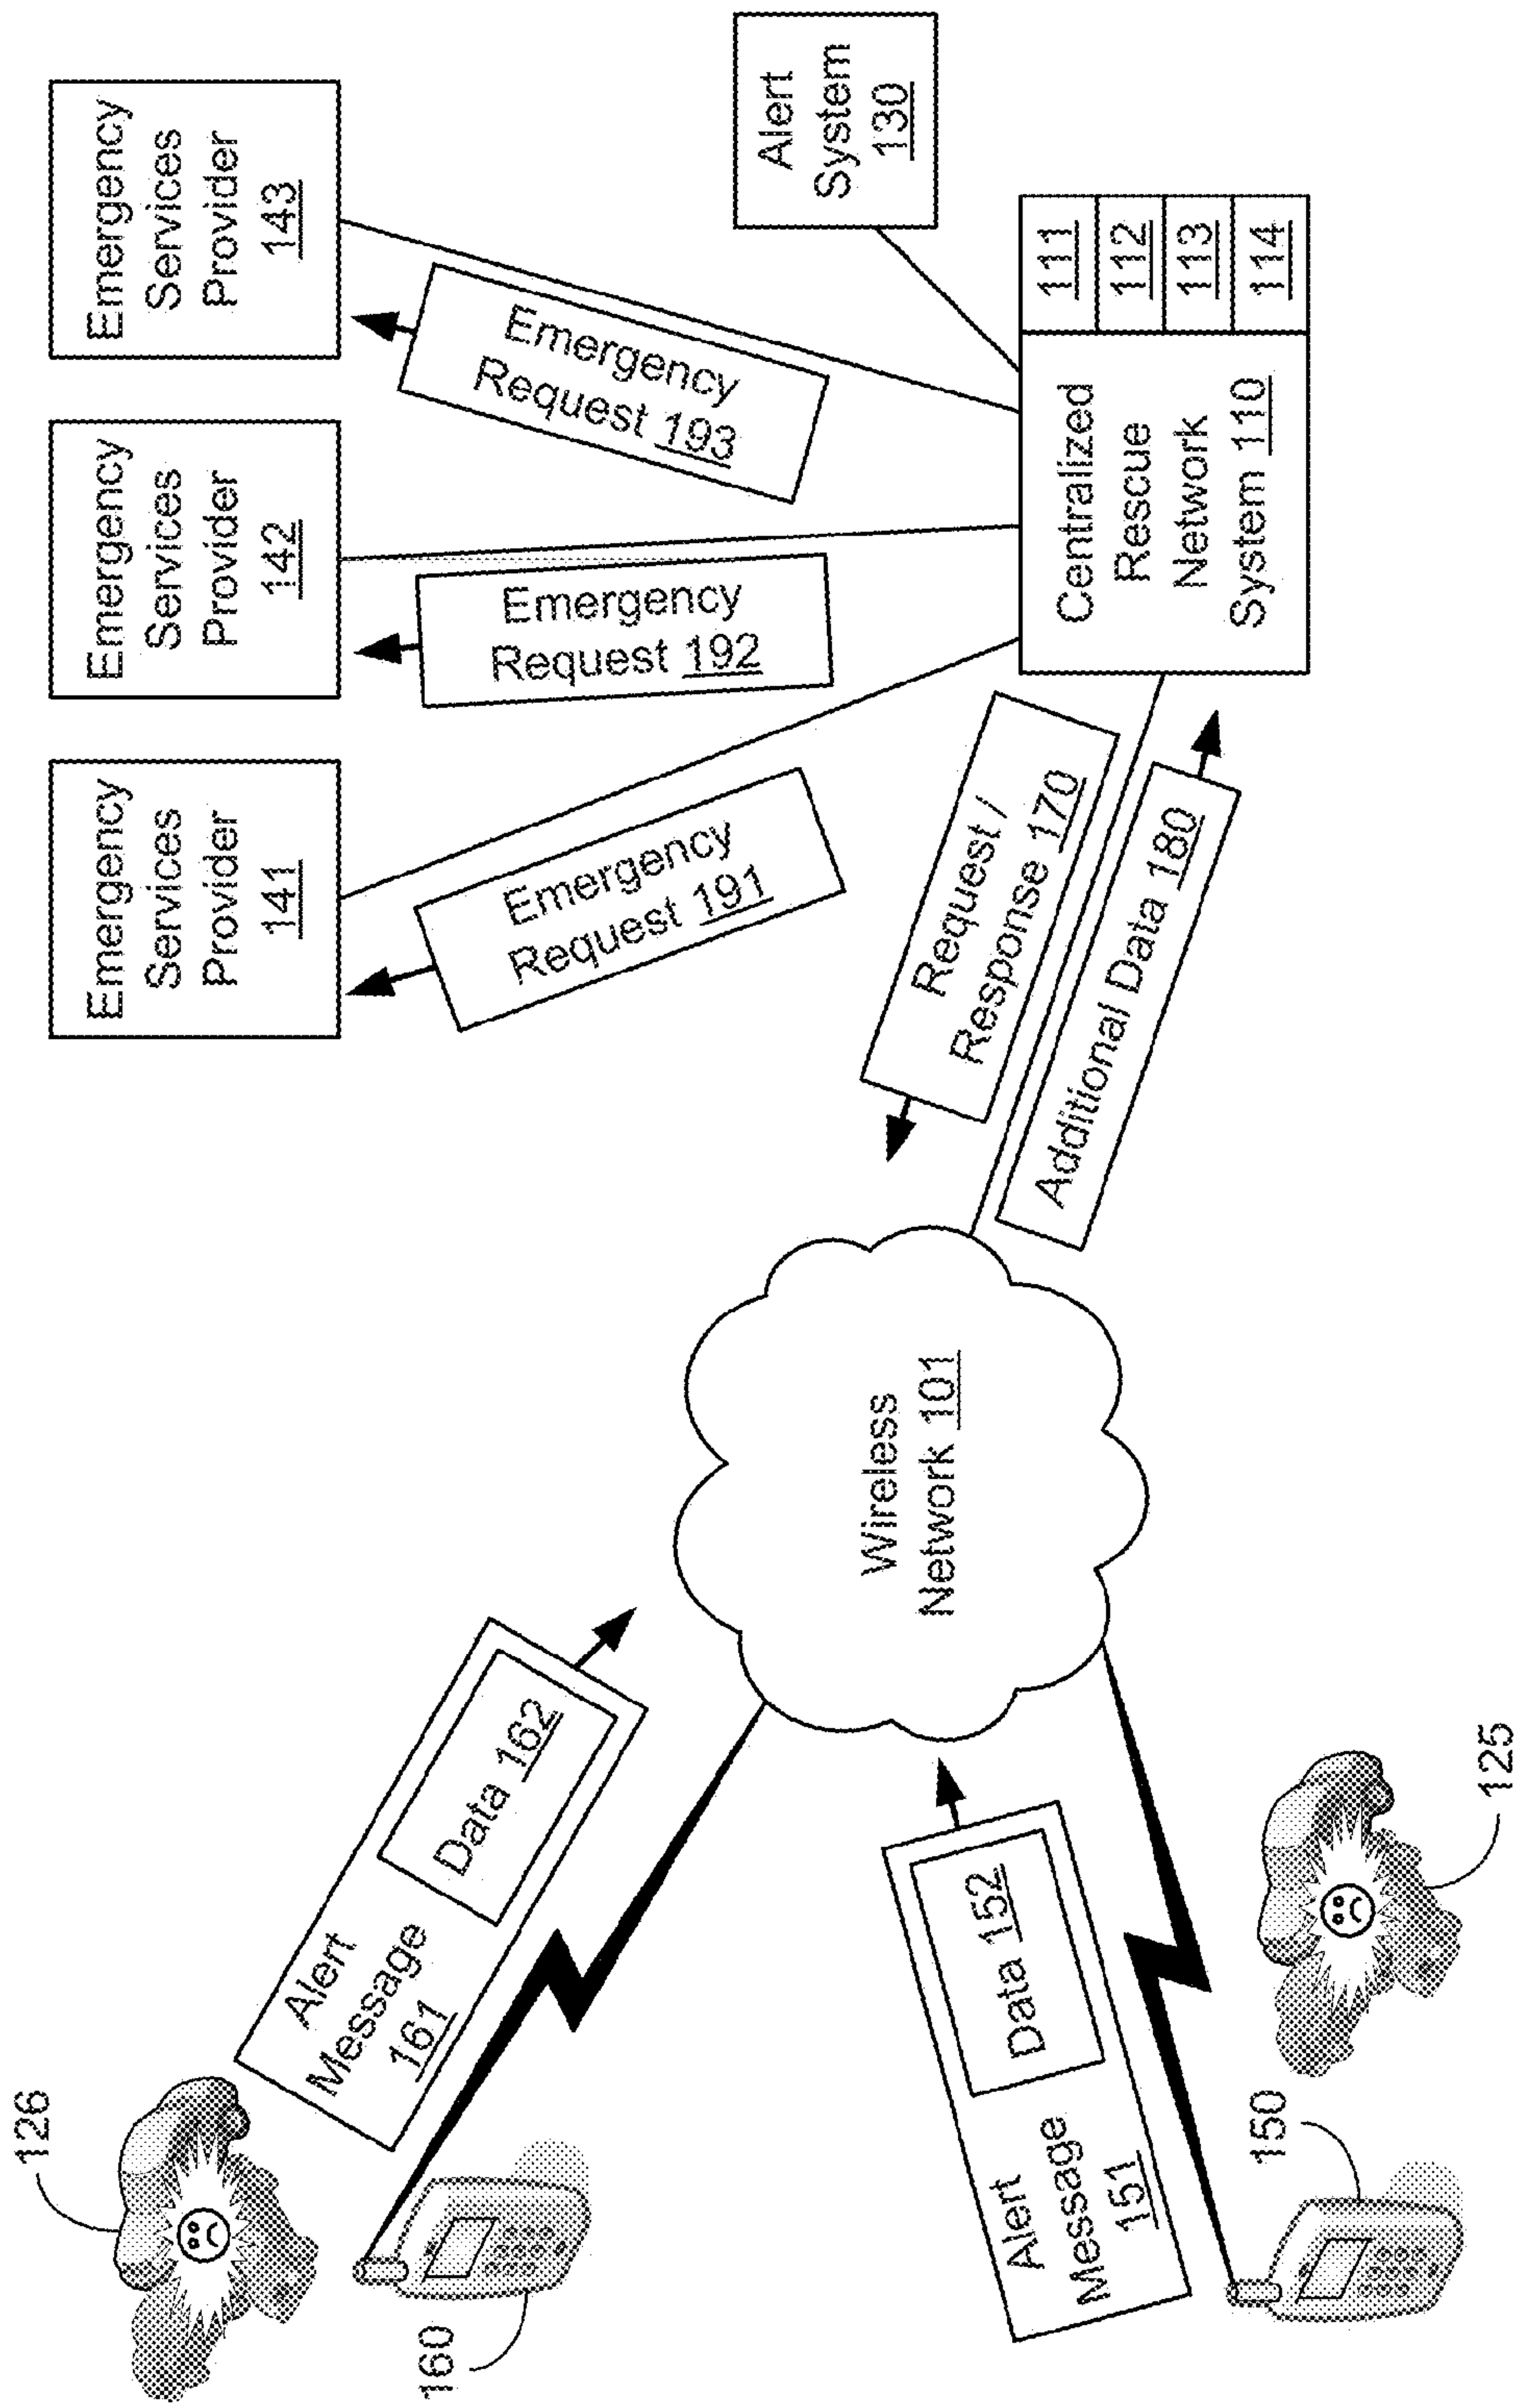 126
160
Alert
Message
161
Data 162
Alert
Message
151
Data 152
150
125
Wireless
Network 101
Request /
Response 170
Additional Data 180
Emergency
Services
Provider
141
Emergency
Request 191
Emergency
Services
Provider
142
Emergency
Request 192
Emergency
Services
Provider
143
Emergency
Request 193
Centralized
Rescue
Network
System 110
111
112
113
114
Alert
System
130